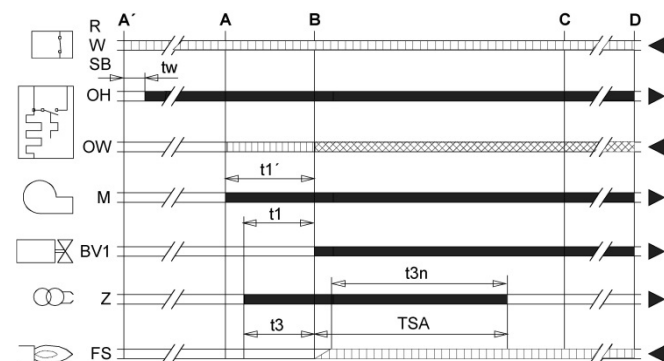 A´ A B C D
R
W
SB tw
OH
OW
t1´
M
t1
BV1
t3n
Z
t3 TSA
FS